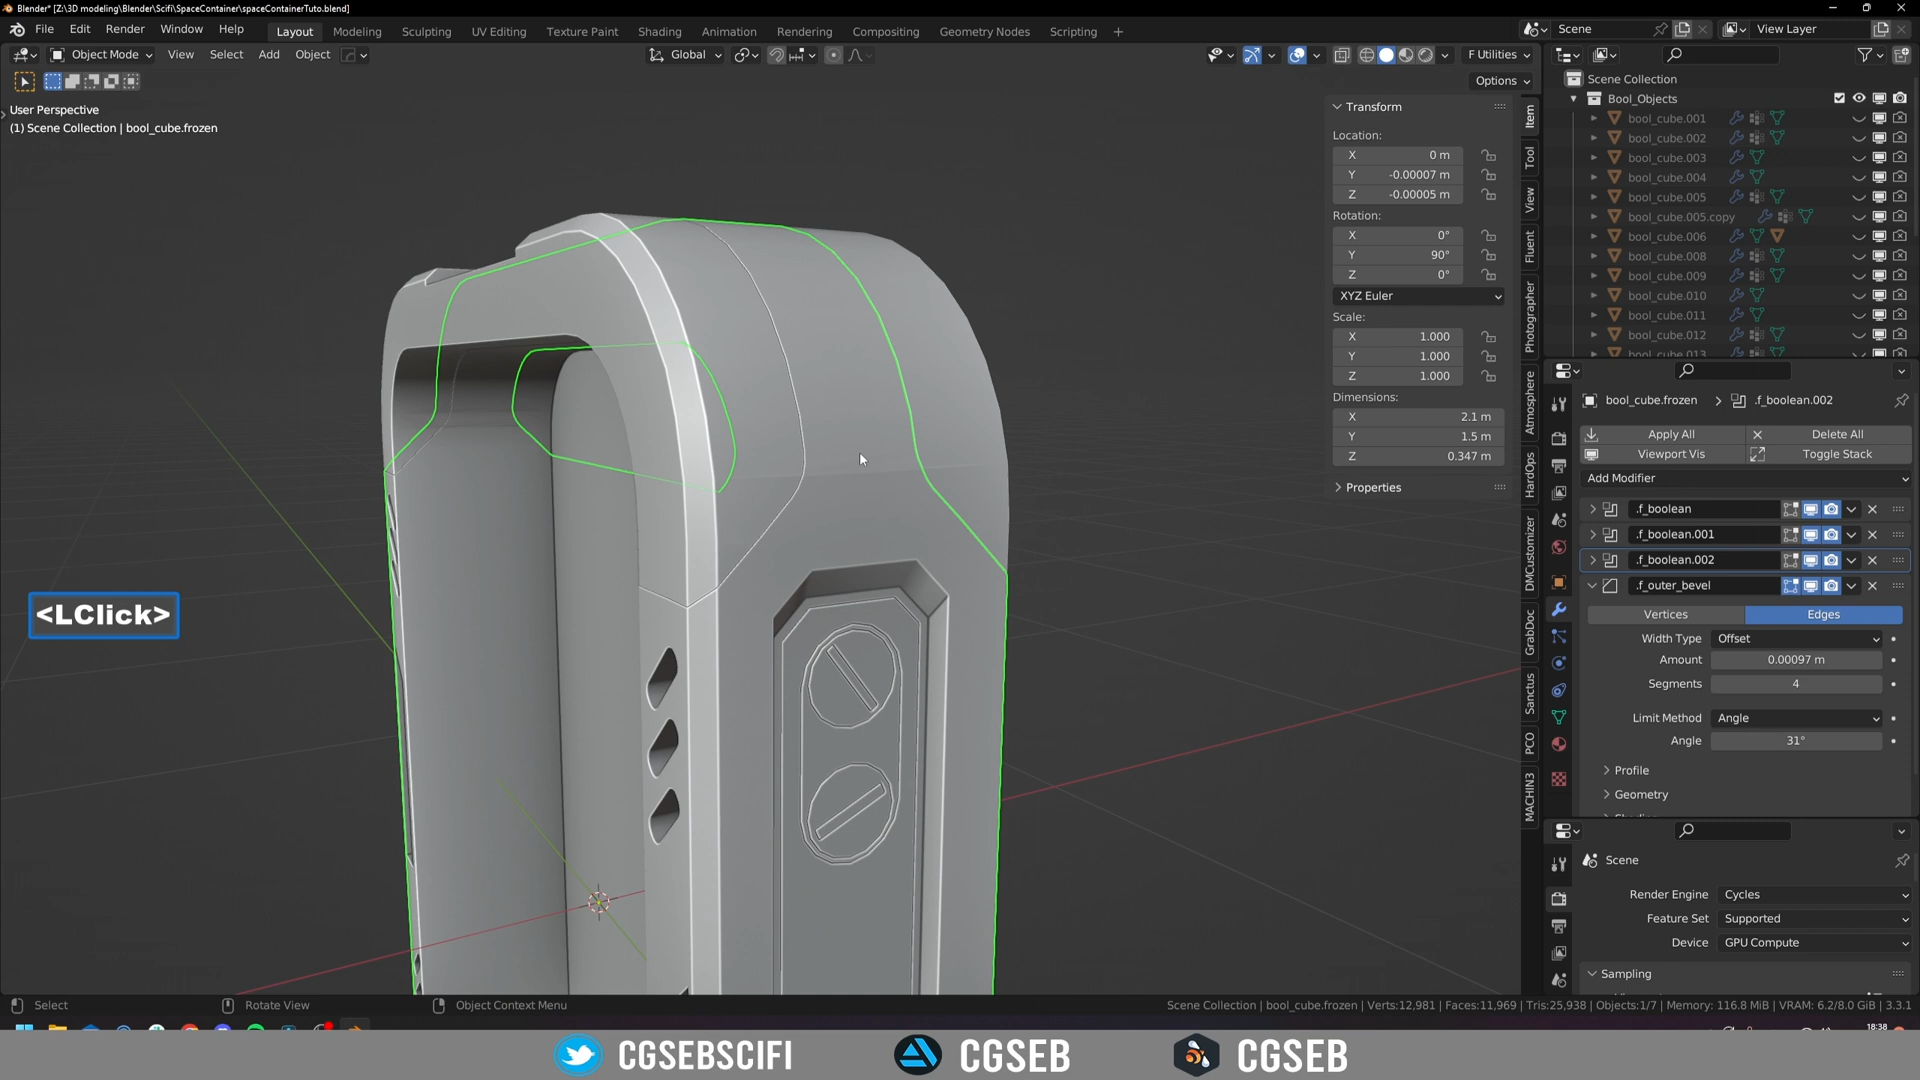 Blender* [Z:\3D modeling\Blender\Scifi\SpaceContainer\spaceContainerTuto.blend]
File Edit Render Window Help
Layout Modeling Sculpting UV Editing Texture Paint Shading Animation Rendering Compositing Geometry Nodes Scripting +
Scene
View Layer
Object Mode View Select Add Object
Global
F Utilities
Options
User Perspective
(1) Scene Collection | bool_cube.frozen
Transform
Location:
X 0 m
Y -0.00007 m
Z -0.00005 m
Rotation:
X 0°
Y 90°
Z 0°
XYZ Euler
Scale:
X 1.000
Y 1.000
Z 1.000
Dimensions:
X 2.1 m
Y 1.5 m
Z 0.347 m
Properties
Item
Tool
View
Fluent
Photographer
Atmosphere
HardOps
DMCustomizer
GrabDoc
Sanctus
PCO
MACHIN3
Scene Collection
Bool_Objects
bool_cube.001
bool_cube.002
bool_cube.003
bool_cube.004
bool_cube.005
bool_cube.005.copy
bool_cube.006
bool_cube.008
bool_cube.009
bool_cube.010
bool_cube.011
bool_cube.012
bool_cube.013
bool_cube.frozen > .f_boolean.002
Apply All Delete All
Viewport Vis Toggle Stack
Add Modifier
.f_boolean
.f_boolean.001
.f_boolean.002
.f_outer_bevel
Vertices Edges
Width Type Offset
Amount 0.00097 m
Segments 4
Limit Method Angle
Angle 31°
Profile
Geometry
Scene
Render Engine Cycles
Feature Set Supported
Device GPU Compute
Sampling
<LClick>
Select Rotate View Object Context Menu
Scene Collection | bool_cube.frozen | Verts:12,981 | Faces:11,969 | Tris:25,938 | Objects:1/7 | Memory: 116.8 MiB | VRAM: 6.2/8.0 GiB | 3.3.1
18:38
CGSEBSCIFI CGSEB CGSEB